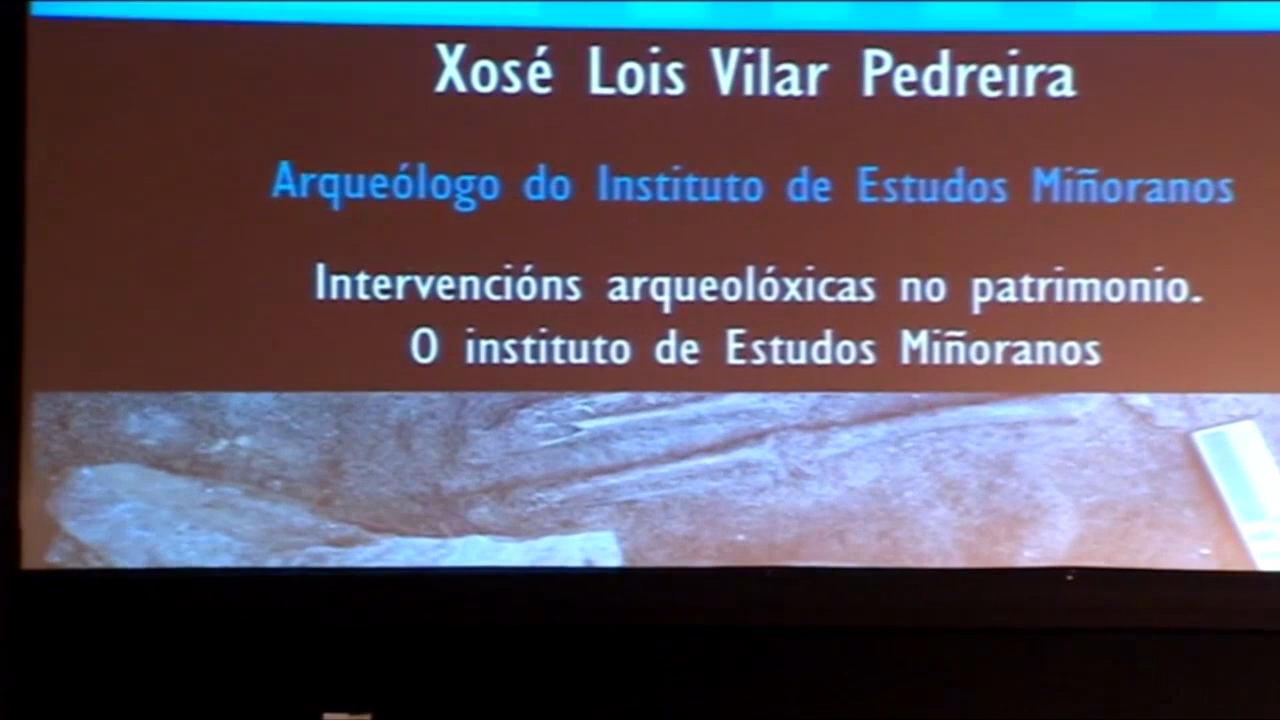 Xosé Lois Vilar Pedreira
Arqueólogo do Instituto de Estudos Miñoranos
Intervencións arqueolóxicas no patrimonio.
O instituto de Estudos Miñoranos